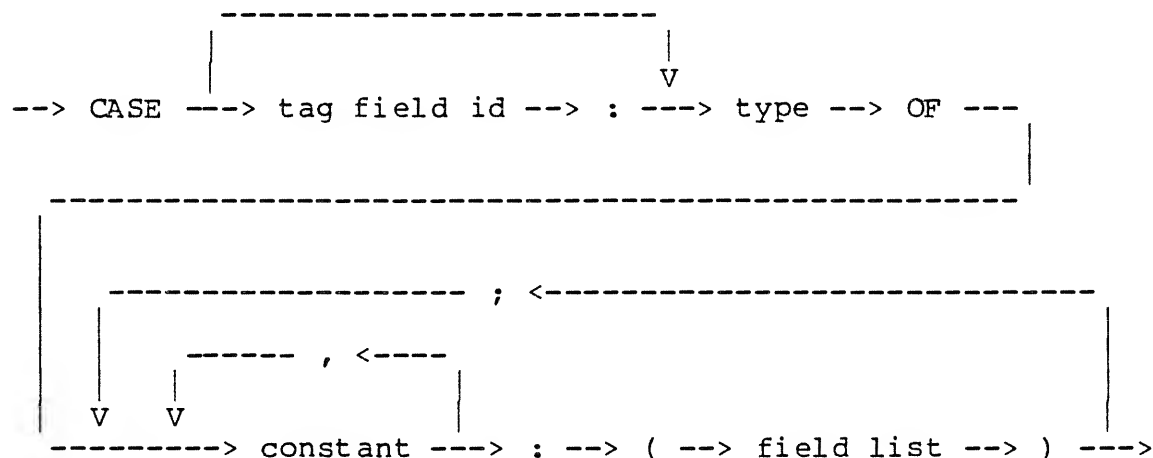 --> CASE ---> tag field id --> : ---> type --> OF ---
;
,
---------> constant ---> : --> ( --> field list --> ) --->